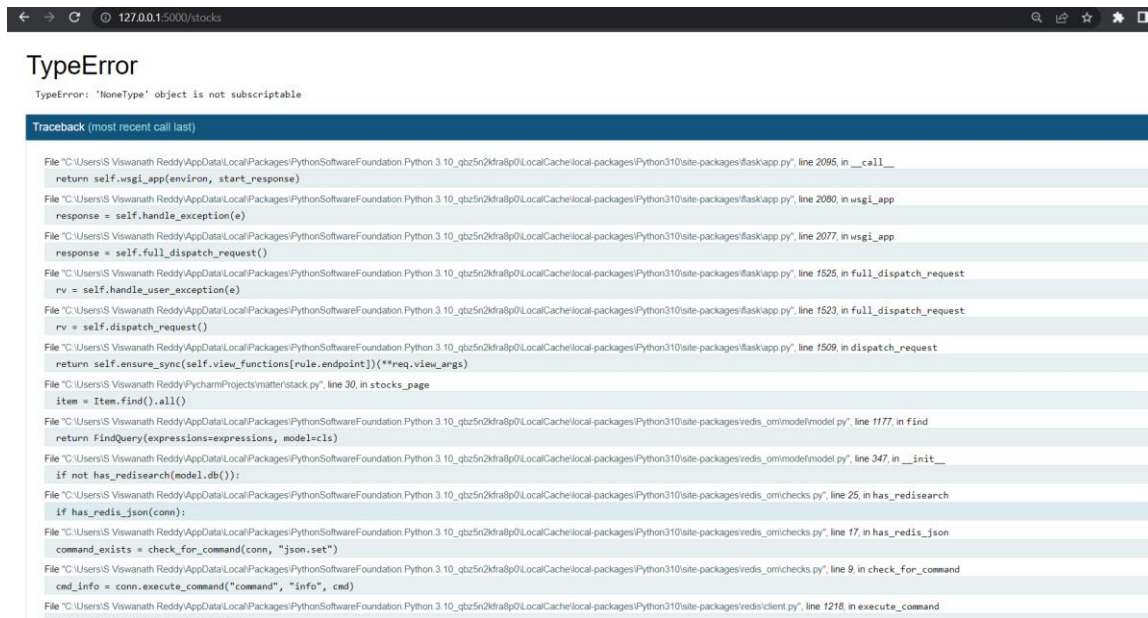 127.0.0.1:5000/stocks
TypeError
TypeError: 'NoneType' object is not subscriptable
Traceback (most recent call last)
File "C:\Users\S Viswanath Reddy\AppData\Local\Packages\PythonSoftwareFoundation.Python.3.10_qbz5n2kfra8p0\LocalCache\local-packages\Python310\site-packages\flask\app.py", line 2095, in __call__
return self.wsgi_app(environ, start_response)
File "C:\Users\S Viswanath Reddy\AppData\Local\Packages\PythonSoftwareFoundation.Python.3.10_qbz5n2kfra8p0\LocalCache\local-packages\Python310\site-packages\flask\app.py", line 2080, in wsgi_app
response = self.handle_exception(e)
File "C:\Users\S Viswanath Reddy\AppData\Local\Packages\PythonSoftwareFoundation.Python.3.10_qbz5n2kfra8p0\LocalCache\local-packages\Python310\site-packages\flask\app.py", line 2077, in wsgi_app
response = self.full_dispatch_request()
File "C:\Users\S Viswanath Reddy\AppData\Local\Packages\PythonSoftwareFoundation.Python.3.10_qbz5n2kfra8p0\LocalCache\local-packages\Python310\site-packages\flask\app.py", line 1525, in full_dispatch_request
rv = self.handle_user_exception(e)
File "C:\Users\S Viswanath Reddy\AppData\Local\Packages\PythonSoftwareFoundation.Python.3.10_qbz5n2kfra8p0\LocalCache\local-packages\Python310\site-packages\flask\app.py", line 1523, in full_dispatch_request
rv = self.dispatch_request()
File "C:\Users\S Viswanath Reddy\AppData\Local\Packages\PythonSoftwareFoundation.Python.3.10_qbz5n2kfra8p0\LocalCache\local-packages\Python310\site-packages\flask\app.py", line 1509, in dispatch_request
return self.ensure_sync(self.view_functions[rule.endpoint])(**req.view_args)
File "C:\Users\S Viswanath Reddy\PycharmProjects\matter\stack.py", line 30, in stocks_page
item = Item.find().all()
File "C:\Users\S Viswanath Reddy\AppData\Local\Packages\PythonSoftwareFoundation.Python.3.10_qbz5n2kfra8p0\LocalCache\local-packages\Python310\site-packages\redis_om\model\model.py", line 1177, in find
return FindQuery(expressions=expressions, model=cls)
File "C:\Users\S Viswanath Reddy\AppData\Local\Packages\PythonSoftwareFoundation.Python.3.10_qbz5n2kfra8p0\LocalCache\local-packages\Python310\site-packages\redis_om\model\model.py", line 347, in __init__
if not has_redisearch(model.db()):
File "C:\Users\S Viswanath Reddy\AppData\Local\Packages\PythonSoftwareFoundation.Python.3.10_qbz5n2kfra8p0\LocalCache\local-packages\Python310\site-packages\redis_om\checks.py", line 25, in has_redisearch
if has_redis_json(conn):
File "C:\Users\S Viswanath Reddy\AppData\Local\Packages\PythonSoftwareFoundation.Python.3.10_qbz5n2kfra8p0\LocalCache\local-packages\Python310\site-packages\redis_om\checks.py", line 17, in has_redis_json
command_exists = check_for_command(conn, "json.set")
File "C:\Users\S Viswanath Reddy\AppData\Local\Packages\PythonSoftwareFoundation.Python.3.10_qbz5n2kfra8p0\LocalCache\local-packages\Python310\site-packages\redis_om\checks.py", line 9, in check_for_command
cmd_info = conn.execute_command("command", "info", cmd)
File "C:\Users\S Viswanath Reddy\AppData\Local\Packages\PythonSoftwareFoundation.Python.3.10_qbz5n2kfra8p0\LocalCache\local-packages\Python310\site-packages\redis\client.py", line 1218, in execute_command